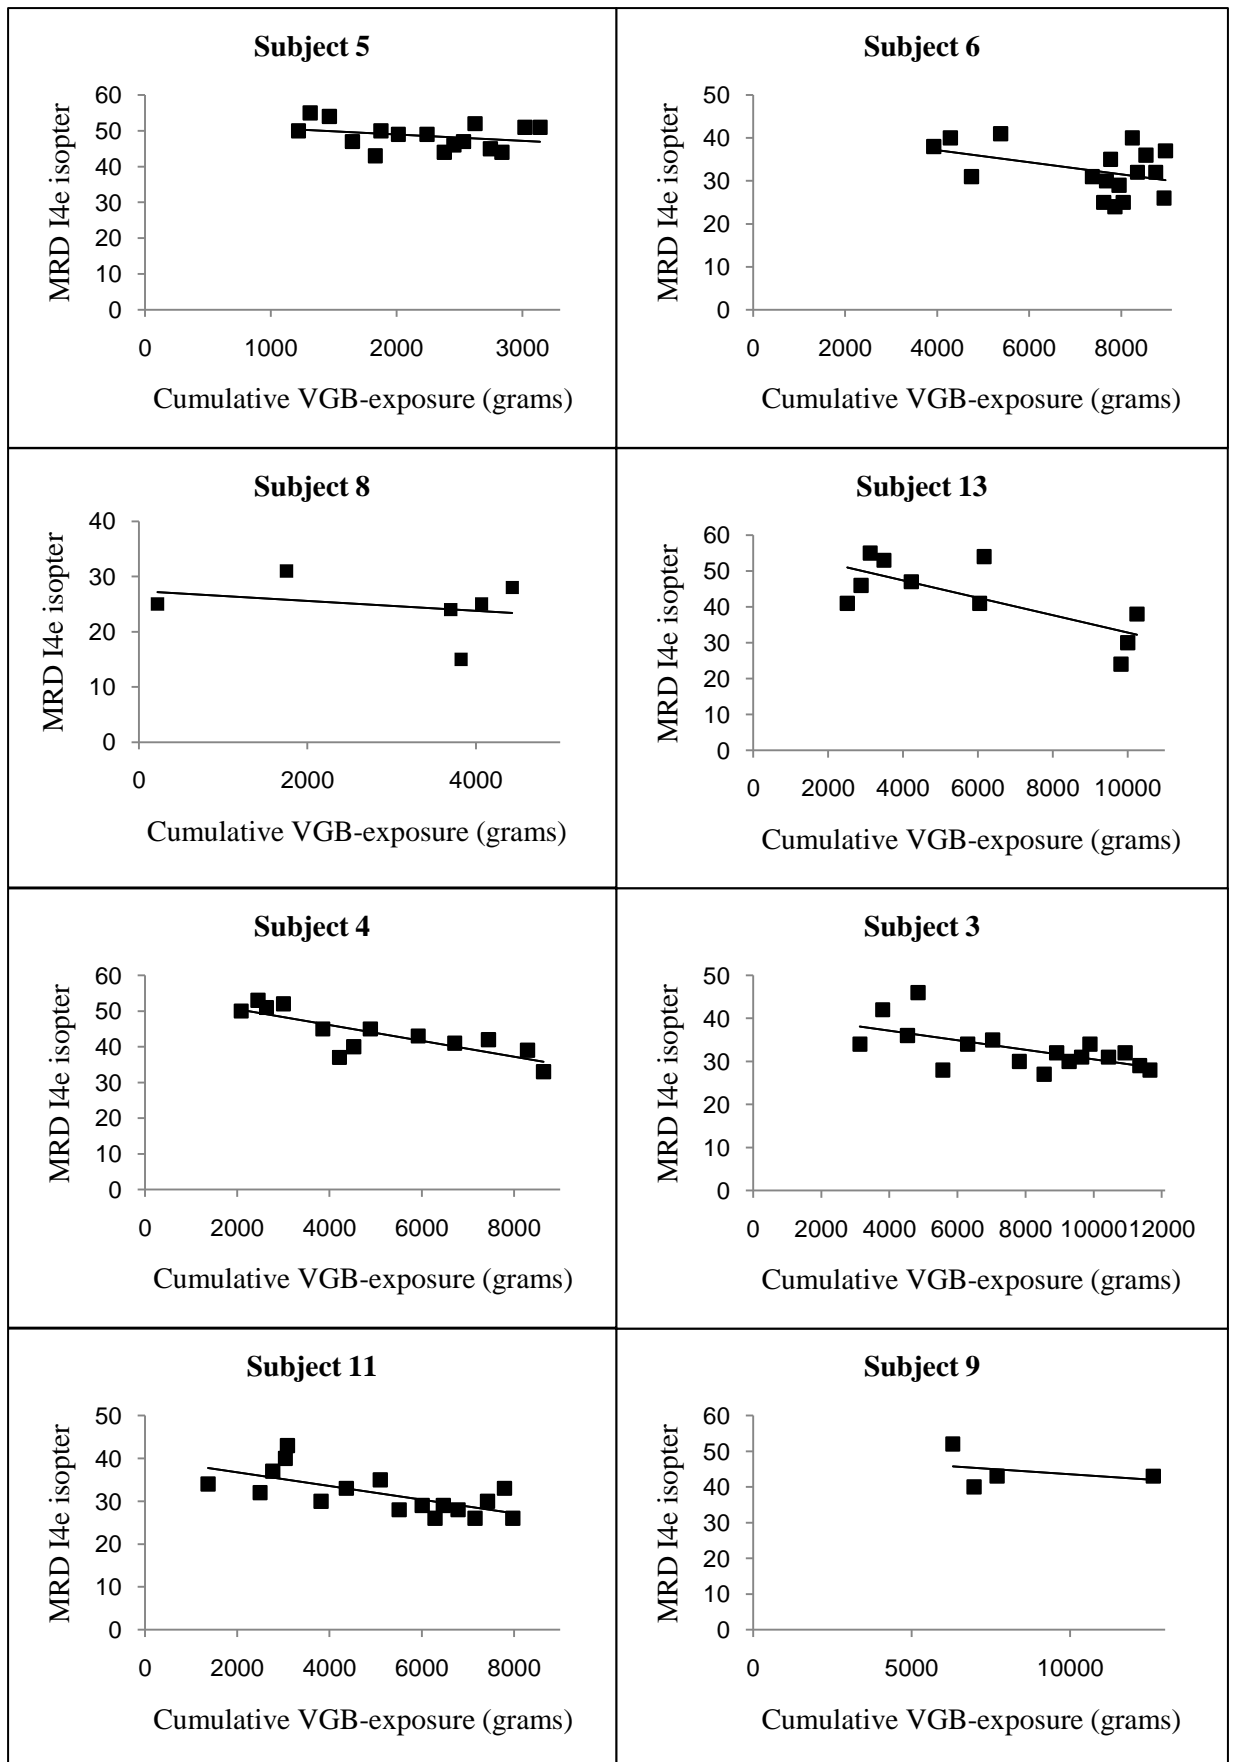 Subject 5
MRD I4e isopter
60
50
40
30
20
10
0
0 1000 2000 3000
Cumulative VGB-exposure (grams)
Subject 6
MRD I4e isopter
50
40
30
20
10
0
0 2000 4000 6000 8000
Cumulative VGB-exposure (grams)
Subject 8
MRD I4e isopter
40
30
20
10
0
0 2000 4000
Cumulative VGB-exposure (grams)
Subject 13
MRD I4e isopter
60
50
40
30
20
10
0
0 2000 4000 6000 8000 10000
Cumulative VGB-exposure (grams)
Subject 4
MRD I4e isopter
60
50
40
30
20
10
0
0 2000 4000 6000 8000
Cumulative VGB-exposure (grams)
Subject 3
MRD I4e isopter
50
40
30
20
10
0
0 2000 4000 6000 8000 10000 12000
Cumulative VGB-exposure (grams)
Subject 11
MRD I4e isopter
50
40
30
20
10
0
0 2000 4000 6000 8000
Cumulative VGB-exposure (grams)
Subject 9
MRD I4e isopter
60
50
40
30
20
10
0
0 5000 10000
Cumulative VGB-exposure (grams)